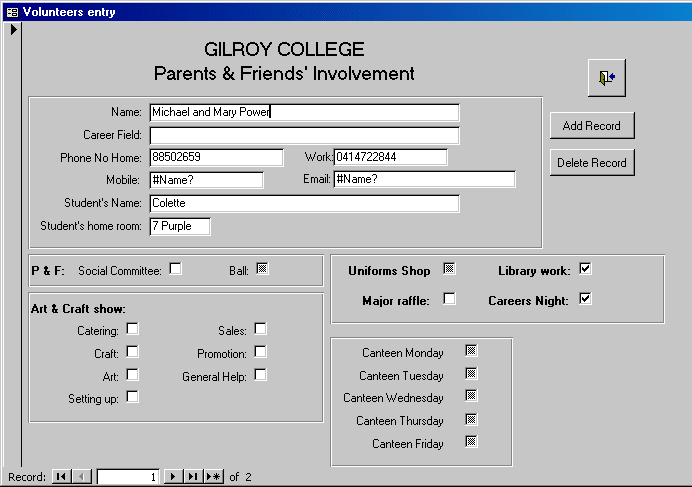 Volunteers entry
GILROY COLLEGE
Parents & Friends' Involvement
Name: Michael and Mary Power
Add Record
Career Field:
Phone No Home: 88502659 Work: 0414722844
Delete Record
Mobile: #Name? Email: #Name?
Student's Name: Colette
Student's home room: 7 Purple
P & F: Social Committee: Ball:
Uniforms Shop Library work:
Major raffle: Careers Night:
Art & Craft show:
Catering: Sales:
Craft: Promotion:
Art: General Help:
Setting up:
Canteen Monday
Canteen Tuesday
Canteen Wednesday
Canteen Thursday
Canteen Friday
Record: 1 of 2